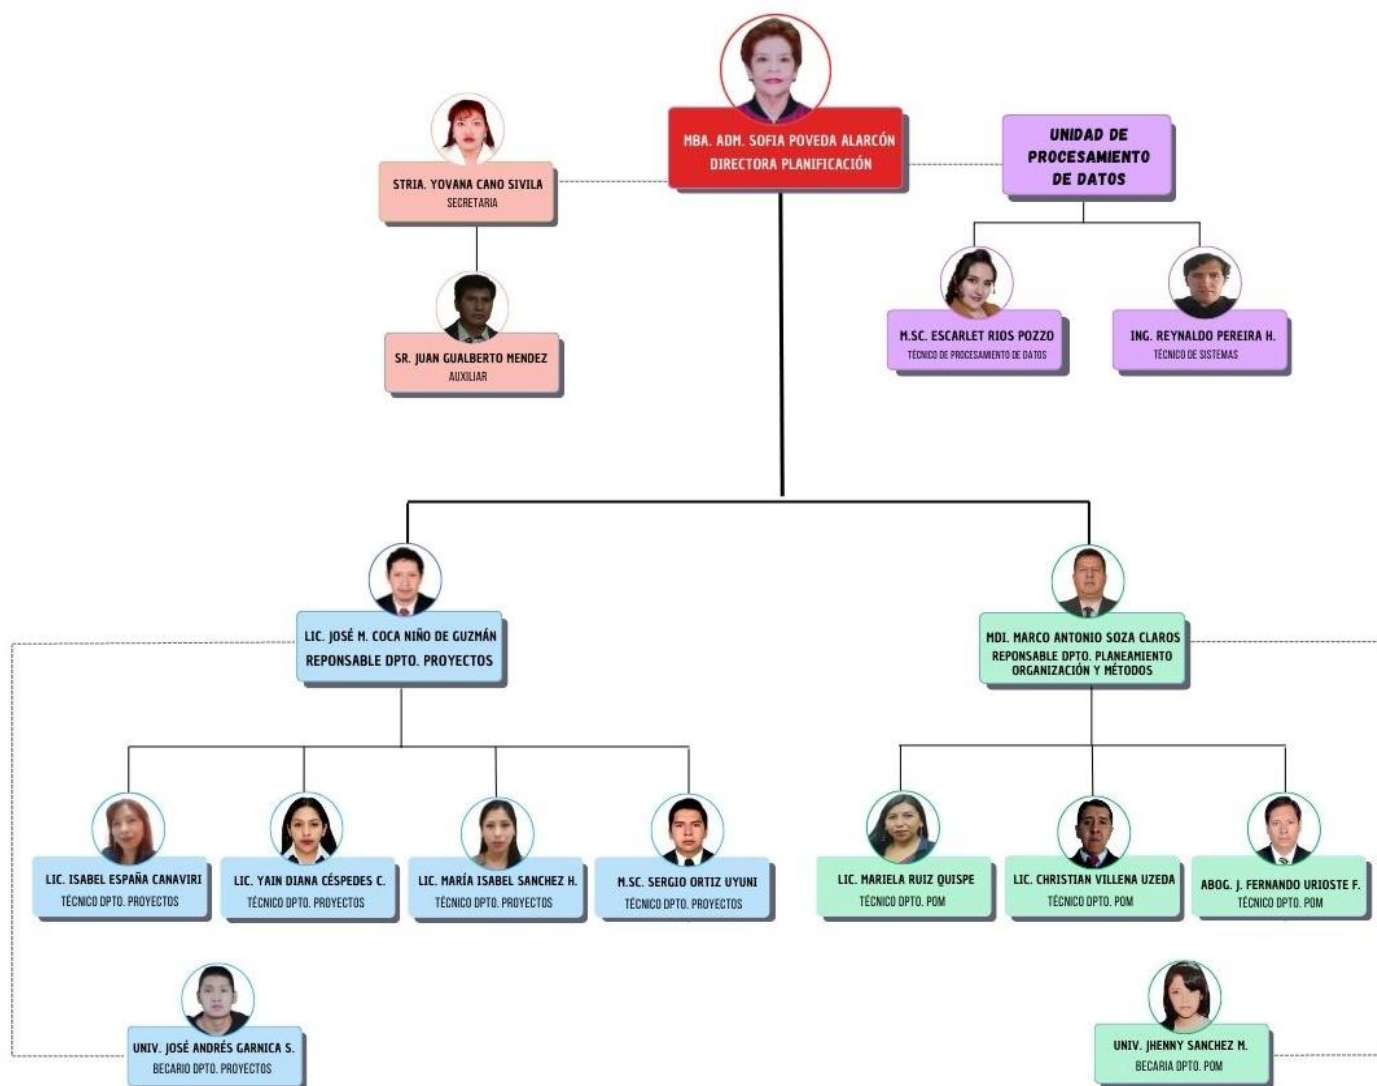 MBA. ADM. SOFIA POVEDA ALARCÓN
DIRECTORA PLANIFICACIÓN
STRIA. YOVANA CANO SIVILA
SECRETARIA
SR. JUAN GUALBERTO MENDEZ
AUXILIAR
UNIDAD DE
PROCESAMIENTO
DE DATOS
M.SC. ESCARLET RIOS POZZO
TÉCNICO DE PROCESAMIENTO DE DATOS
ING. REYNALDO PEREIRA H.
TÉCNICO DE SISTEMAS
LIC. JOSÉ M. COCA NIÑO DE GUZMÁN
REPONSABLE DPTO. PROYECTOS
MDI. MARCO ANTONIO SOZA CLAROS
REPONSABLE DPTO. PLANEAMIENTO
ORGANIZACIÓN Y MÉTODOS
LIC. ISABEL ESPAÑA CANAVIRI
TÉCNICO DPTO. PROYECTOS
LIC. YAIN DIANA CÉSPEDES C.
TÉCNICO DPTO. PROYECTOS
LIC. MARÍA ISABEL SANCHEZ H.
TÉCNICO DPTO. PROYECTOS
M.SC. SERGIO ORTIZ UYUNI
TÉCNICO DPTO. PROYECTOS
LIC. MARIELA RUIZ QUISPE
TÉCNICO DPTO. POM
LIC. CHRISTIAN VILLENA UZEDA
TÉCNICO DPTO. POM
ABOG. J. FERNANDO URIOSTE F.
TÉCNICO DPTO. POM
UNIV. JOSÉ ANDRÉS GARNICA S.
BECARIO DPTO. PROYECTOS
UNIV. JHENNY SANCHEZ M.
BECARIA DPTO. POM